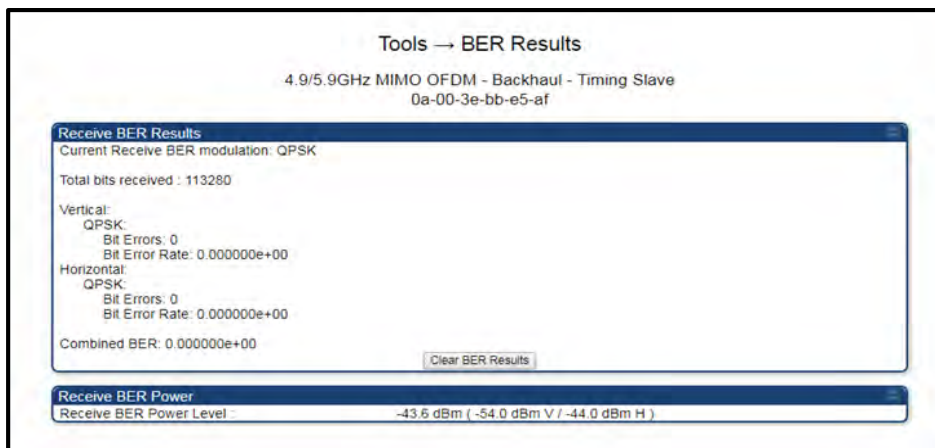 Tools → BER Results
4.9/5.9GHz MIMO OFDM - Backhaul - Timing Slave
0a-00-3e-bb-e5-af
Receive BER Results
Current Receive BER modulation: QPSK
Total bits received : 113280
Vertical:
QPSK:
Bit Errors: 0
Bit Error Rate: 0.000000e+00
Horizontal:
QPSK:
Bit Errors: 0
Bit Error Rate: 0.000000e+00
Combined BER: 0.000000e+00
Clear BER Results
Receive BER Power
Receive BER Power Level : -43.6 dBm ( -54.0 dBm V / -44.0 dBm H )